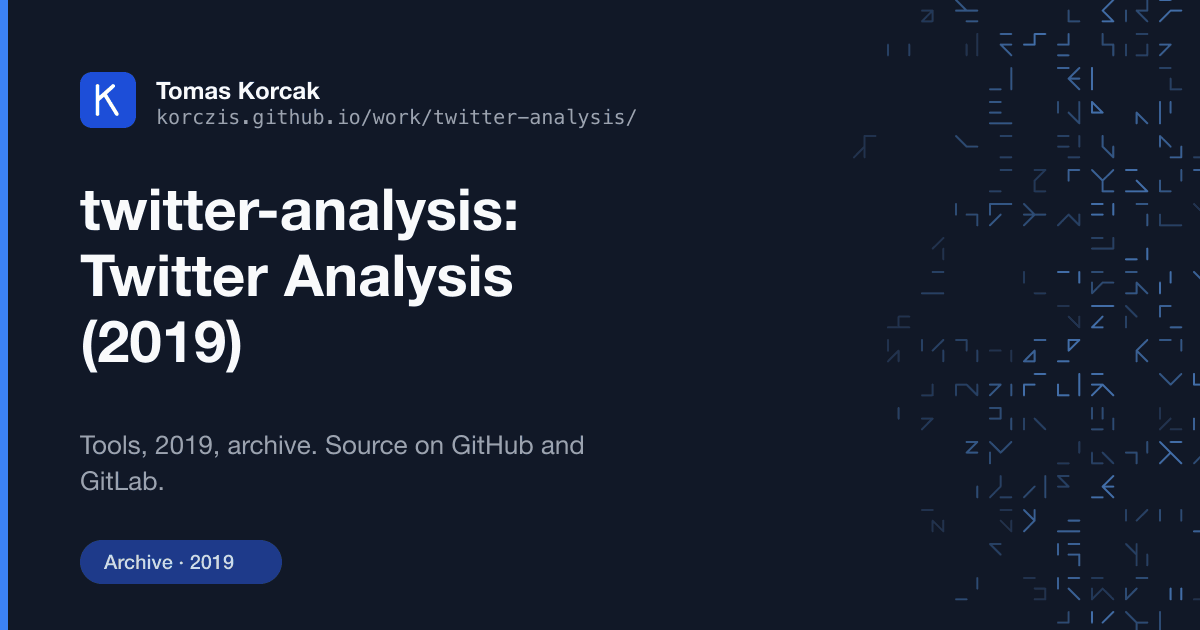 K
Tomas Korcak
korczis.github.io/work/twitter-analysis/
twitter-analysis:
Twitter Analysis
(2019)
Tools, 2019, archive. Source on GitHub and
GitLab.
Archive · 2019